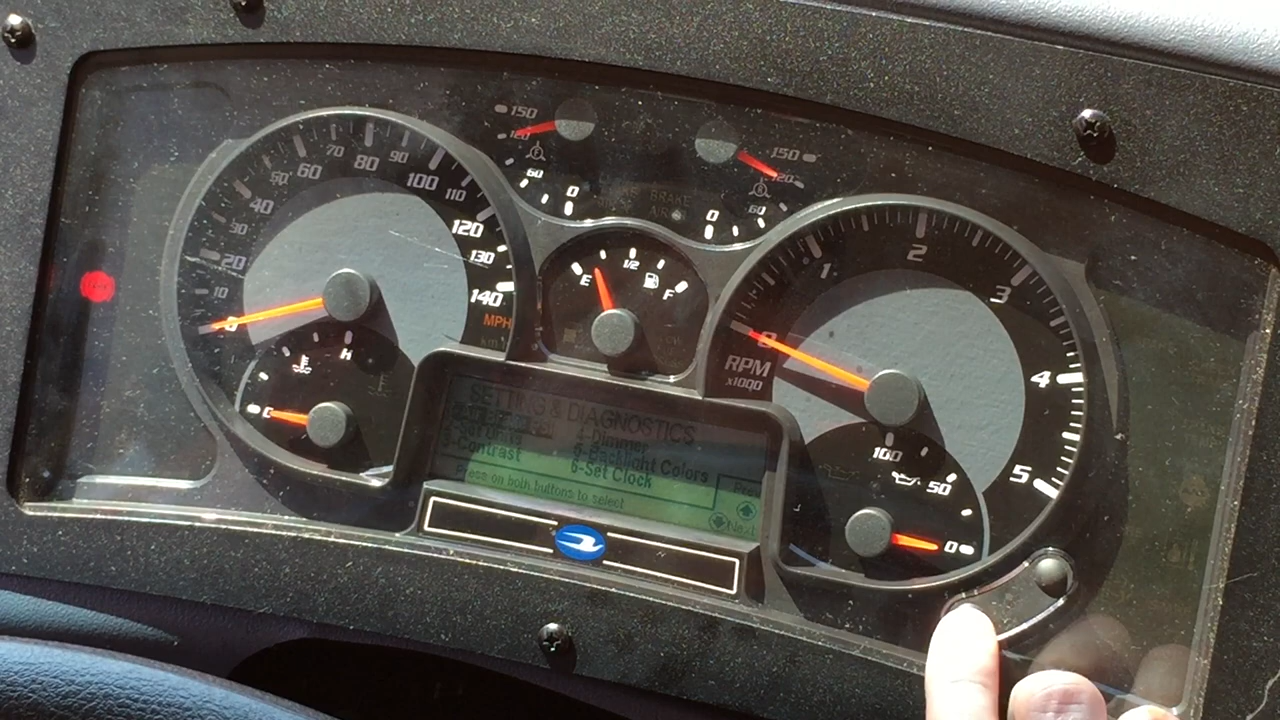 150
120
60
0
150
120
60
0
BRAKE
AIR
10
20
30
40
50
60
70
80
90
100
110
120
130
140
MPH
km/h
H
C
E
1/2
F
0
1
2
3
4
5
RPM
x1000
100
50
0
SETTING & DIAGNOSTICS
4-Dimmer
3-Contrast
5-Backlight Colors
6-Set Clock
Press on both buttons to select
Prev
Next